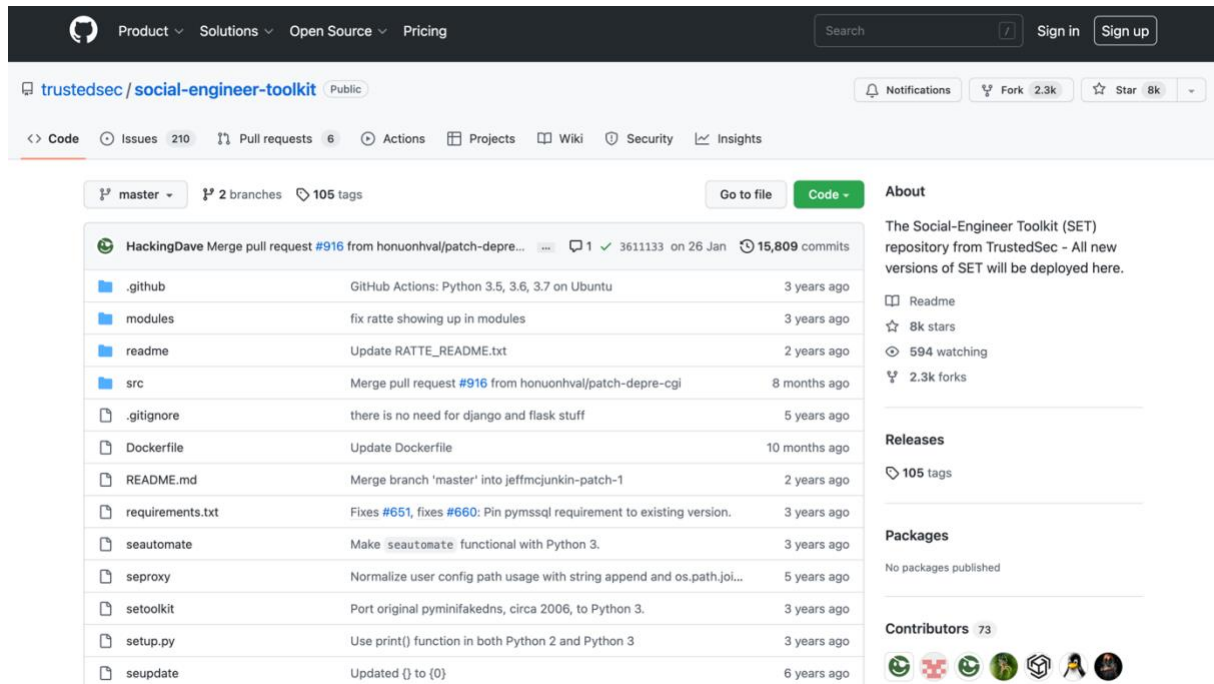 Product Solutions Open Source Pricing Search / Sign in Sign up
trustedsec / social-engineer-toolkit Public Notifications Fork 2.3k Star 8k
Code Issues 210 Pull requests 6 Actions Projects Wiki Security Insights
master 2 branches 105 tags Go to file Code
HackingDave Merge pull request #916 from honuonhval/patch-depre... ... 1 3611133 on 26 Jan 15,809 commits
.github GitHub Actions: Python 3.5, 3.6, 3.7 on Ubuntu 3 years ago
modules fix ratte showing up in modules 3 years ago
readme Update RATTE_README.txt 2 years ago
src Merge pull request #916 from honuonhval/patch-depre-cgi 8 months ago
.gitignore there is no need for django and flask stuff 5 years ago
Dockerfile Update Dockerfile 10 months ago
README.md Merge branch 'master' into jeffmcjunkin-patch-1 2 years ago
requirements.txt Fixes #651, fixes #660: Pin pymssql requirement to existing version. 3 years ago
seautomate Make seautomate functional with Python 3. 3 years ago
seproxy Normalize user config path usage with string append and os.path.joi... 5 years ago
setoolkit Port original pyminifakedns, circa 2006, to Python 3. 3 years ago
setup.py Use print() function in both Python 2 and Python 3 3 years ago
seupdate Updated {} to {0} 6 years ago
About
The Social-Engineer Toolkit (SET)
repository from TrustedSec - All new
versions of SET will be deployed here.
Readme
8k stars
594 watching
2.3k forks
Releases
105 tags
Packages
No packages published
Contributors 73